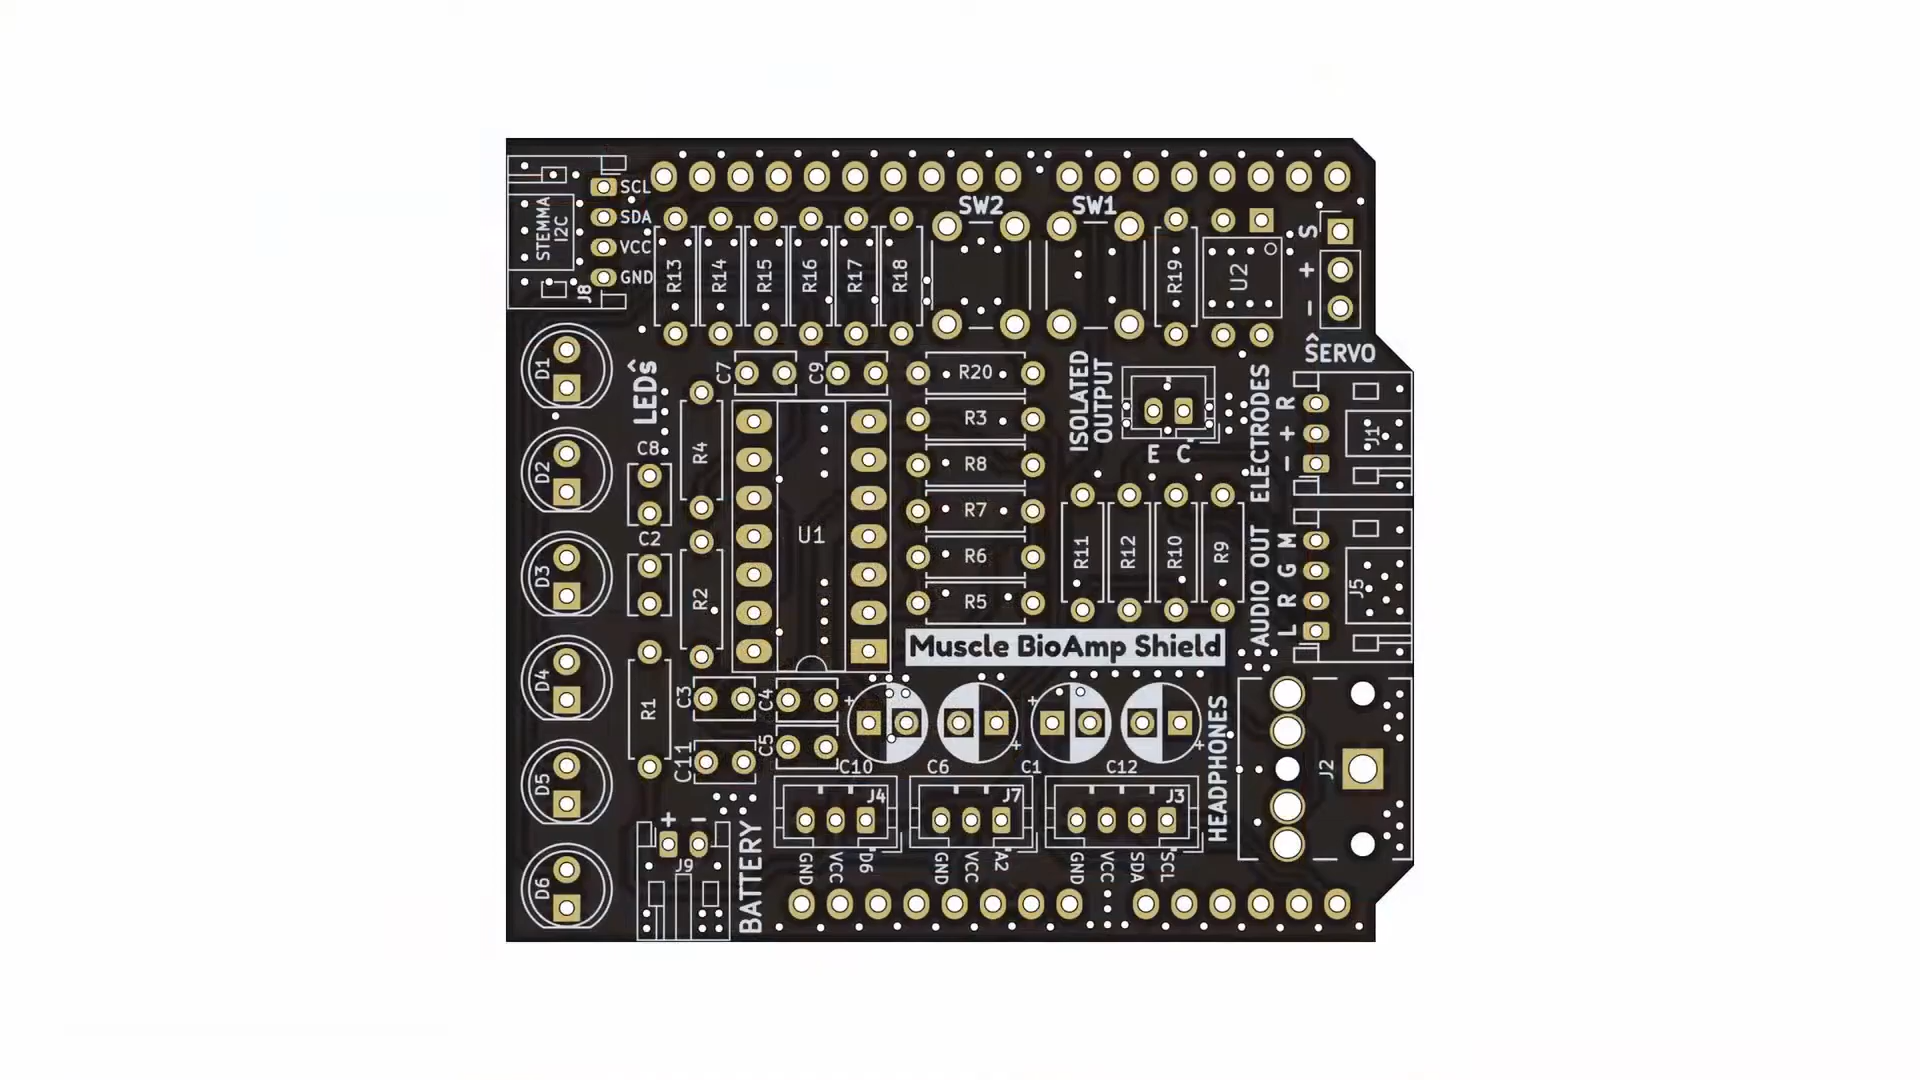 SCL
SDA
VCC
GND
STEMMA
I2C
J8
R13
R14
R15
R16
R17
R18
SW2
SW1
R19
U2
S
+
-
SERVO
D1
D2
D3
D4
D5
D6
LEDs
C7
C9
C8
C2
R4
R2
R1
U1
R20
R3
R8
R7
R6
R5
ISOLATED
OUTPUT
E C
ELECTRODES
- + R
J1
R11
R12
R10
R9
AUDIO OUT
L R G M
J5
Muscle BioAmp Shield
C3
C4
C11
C5
+
+
+
+
C10
C6
C1
C12
HEADPHONES
J2
+ -
J9
BATTERY
J4
GND
VCC
D6
J7
GND
VCC
A2
J3
GND
VCC
SDA
SCL